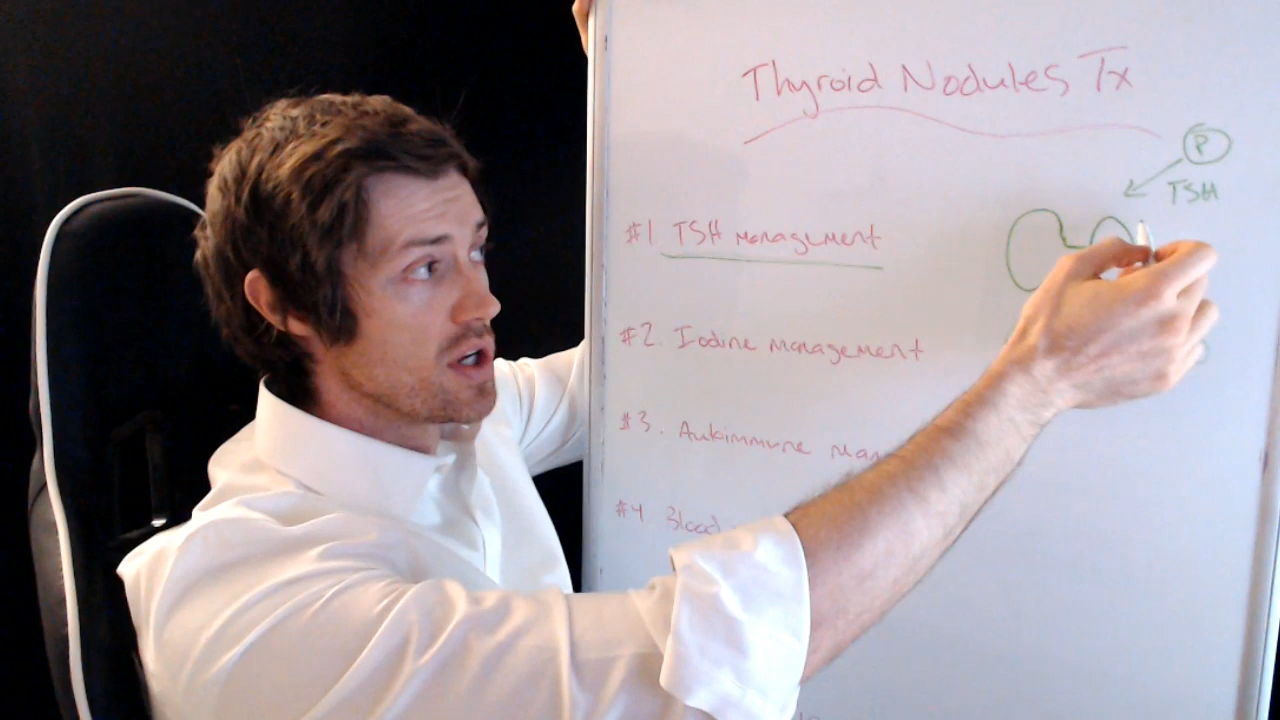 Thyroid Nodules Tx
P
TSH
#1 TSH Management
#2. Iodine management
#3. Autoimmune man
#4 Blood